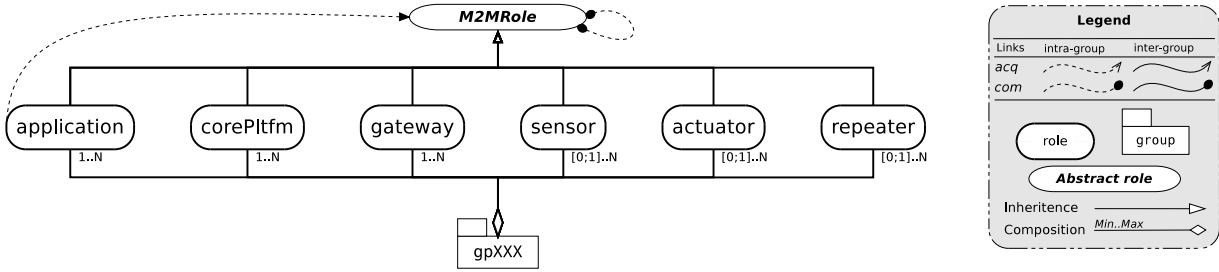 M2MRole
application
corePltfm
gateway
sensor
actuator
repeater
1..N
1..N
1..N
[0;1]..N
[0;1]..N
[0;1]..N
gpXXX
Legend
Links intra-group inter-group
acq
com
role
group
Abstract role
Inheritence
Composition Min..Max